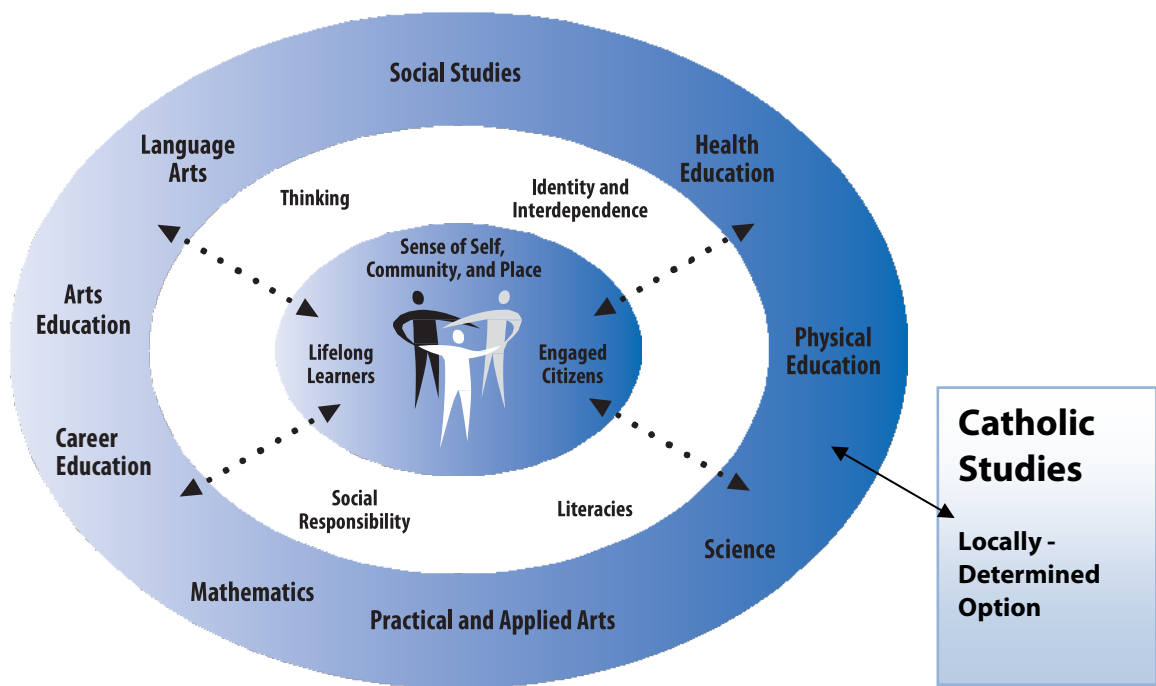 Social Studies
Language
Arts
Health
Education
Thinking
Identity and
Interdependence
Sense of Self,
Community, and Place
Arts
Education
Lifelong
Learners
Engaged
Citizens
Physical
Education
Career
Education
Social
Responsibility
Literacies
Science
Mathematics
Practical and Applied Arts
Catholic
Studies
Locally -
Determined
Option